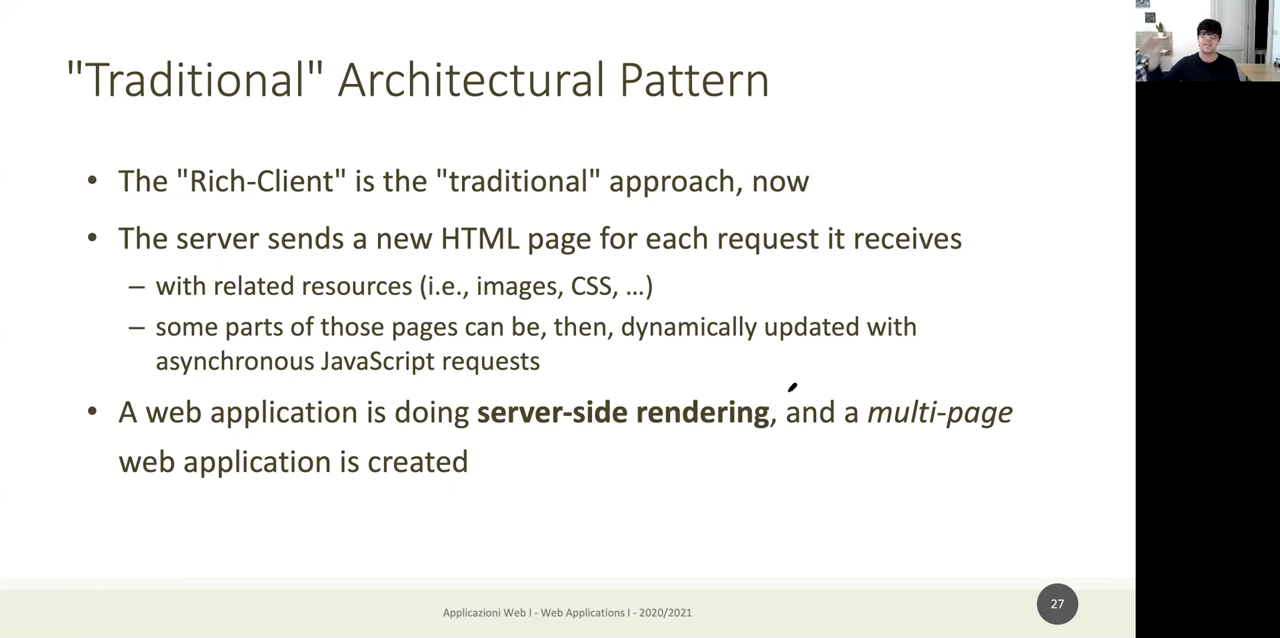 "Traditional" Architectural Pattern
• The "Rich-Client" is the "traditional" approach, now
• The server sends a new HTML page for each request it receives
– with related resources (i.e., images, CSS, …)
– some parts of those pages can be, then, dynamically updated with
asynchronous JavaScript requests
• A web application is doing server-side rendering, and a multi-page
web application is created
Applicazioni Web I - Web Applications I - 2020/2021
27